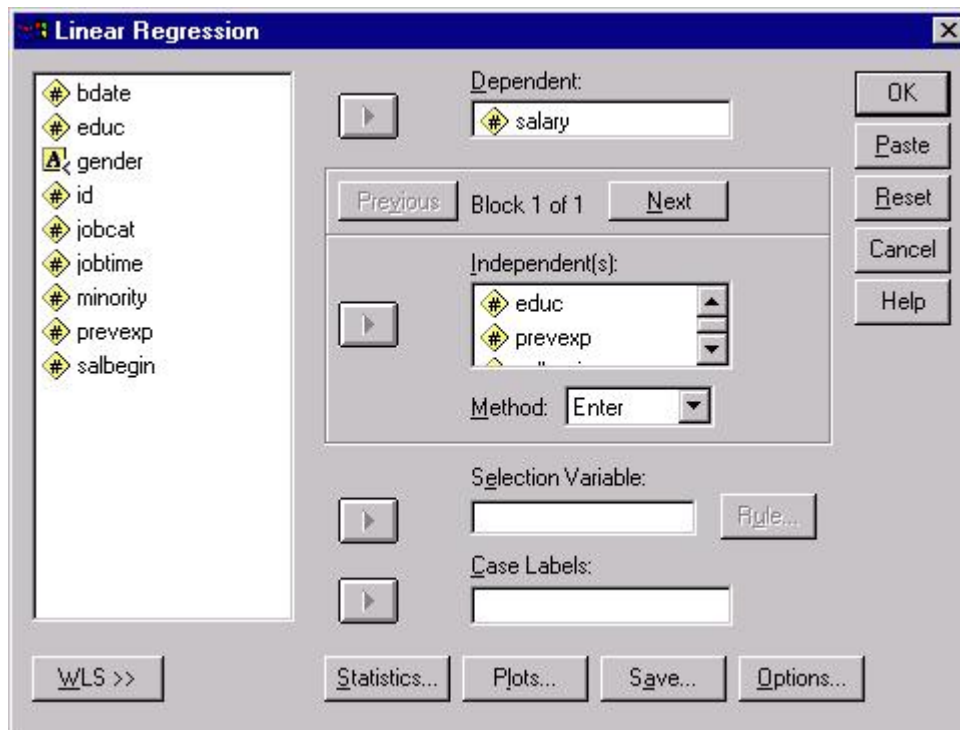 Linear Regression
bdate
educ
gender
id
jobcat
jobtime
minority
prevexp
salbegin
WLS >>
Dependent:
salary
Previous
Block 1 of 1
Next
Independent(s):
educ
prevexp
Method:
Enter
Selection Variable:
Rule...
Case Labels:
Statistics...
Plots...
Save...
Options...
OK
Paste
Reset
Cancel
Help